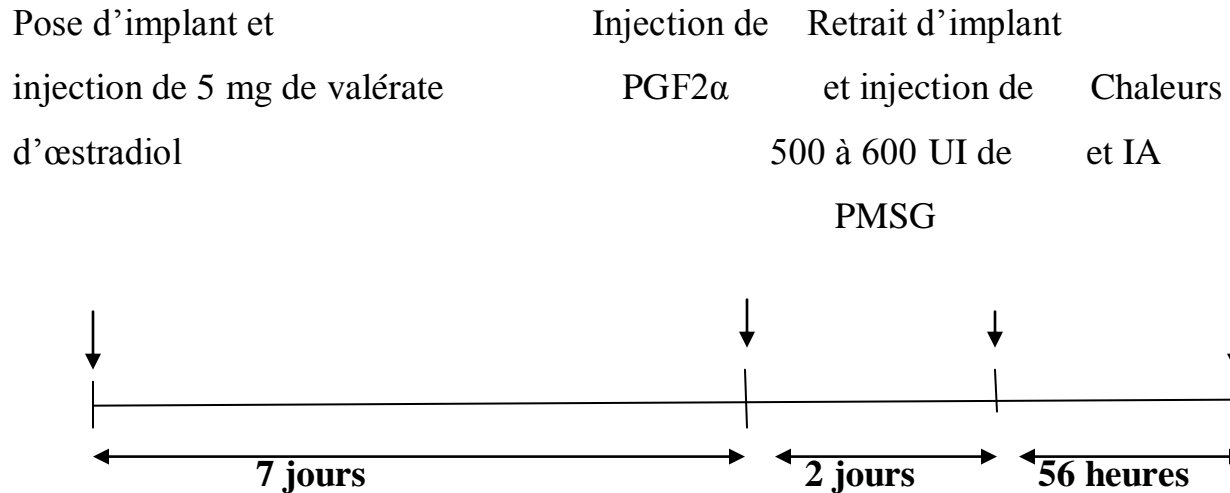 Pose d’implant et Injection de Retrait d’implant
injection de 5 mg de valérate PGF2α et injection de Chaleurs
d’œstradiol 500 à 600 UI de et IA
PMSG
7 jours 2 jours 56 heures